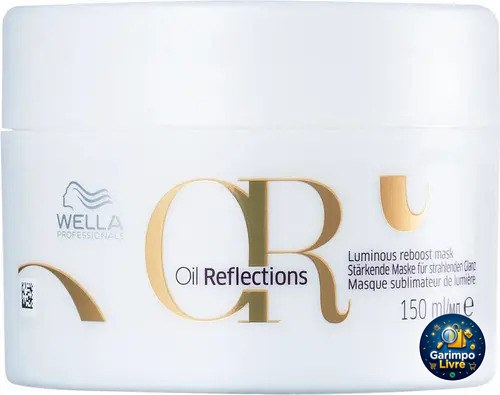 WELLA
PROFESSIONALS
OR
Oil Reflections
Luminous reboost mask
Stärkende Maske für strahlenden Glanz
Masque sublimateur de lumière
150 ml/Wt e
Garimpo
Livre